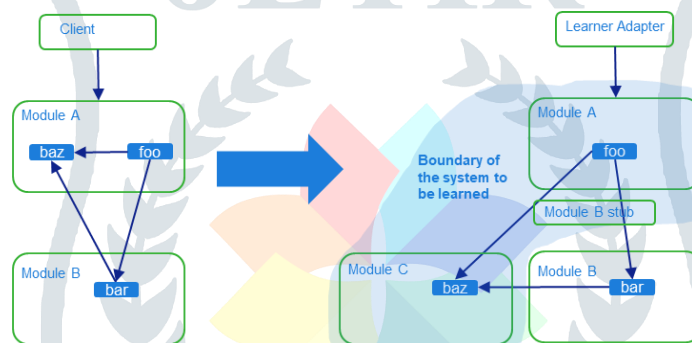 Client
Module A
baz
foo
Module B
bar
Learner Adapter
Module A
foo
Boundary of
the system to
be learned
Module B stub
Module C
baz
Module B
bar